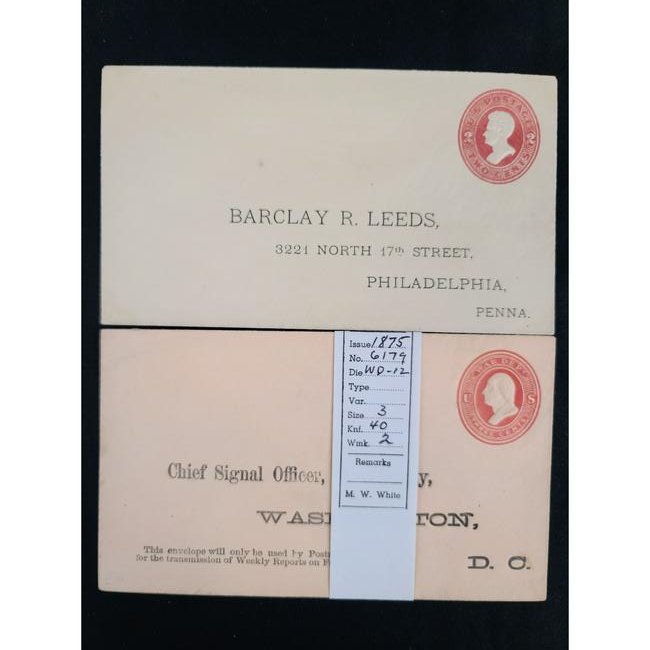 U.S. POSTAGE
TWO CENTS
BARCLAY R. LEEDS,
3221 NORTH 17th STREET,
PHILADELPHIA,
PENNA.
Issue 1875
No. 6179
Die WD-12
Type
Var.
Size 3
Knf. 40
Wmk. 2
Remarks
M. W. White
WAR DEPT
U S
CENTS
Chief Signal Officer, y,
WAS TON,
This envelope will only be used by Post
for the transmission of Weekly Reports on F
D. C.